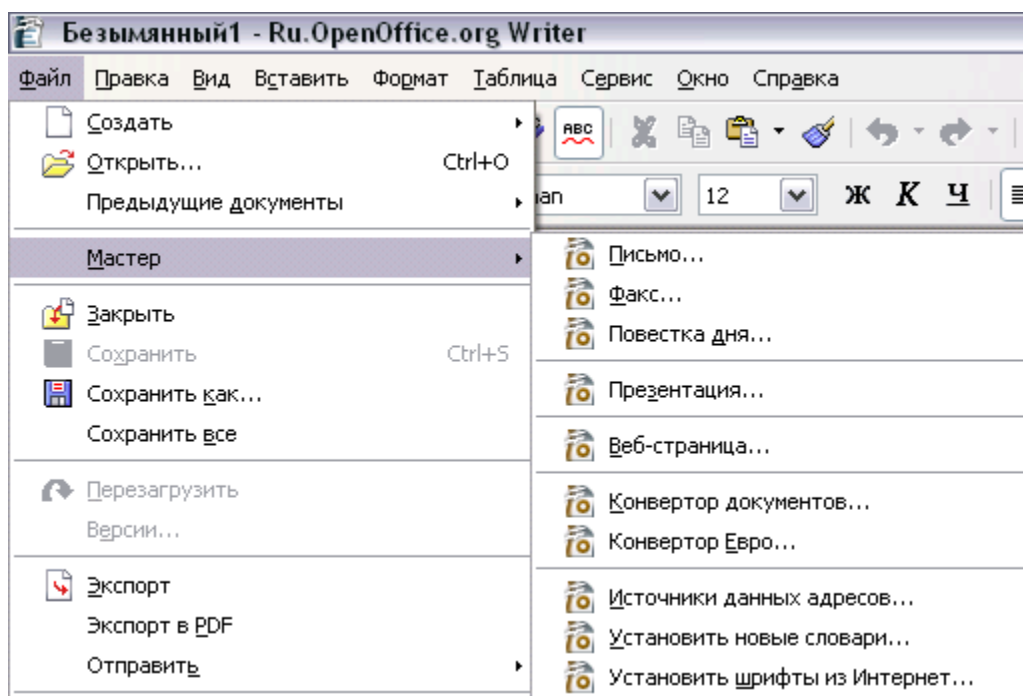 Безымянный1 - Ru.OpenOffice.org Writer
Файл Правка Вид Вставить Формат Таблица Сервис Окно Справка
Создать
Открыть... Ctrl+O
Предыдущие документы
Мастер
Закрыть
Сохранить Ctrl+S
Сохранить как...
Сохранить все
Перезагрузить
Версии...
Экспорт
Экспорт в PDF
Отправить
ABC
12
Ж К Ч
Письмо...
Факс...
Повестка дня...
Презентация...
Веб-страница...
Конвертор документов...
Конвертор Евро...
Источники данных адресов...
Установить новые словари...
Установить шрифты из Интернет...